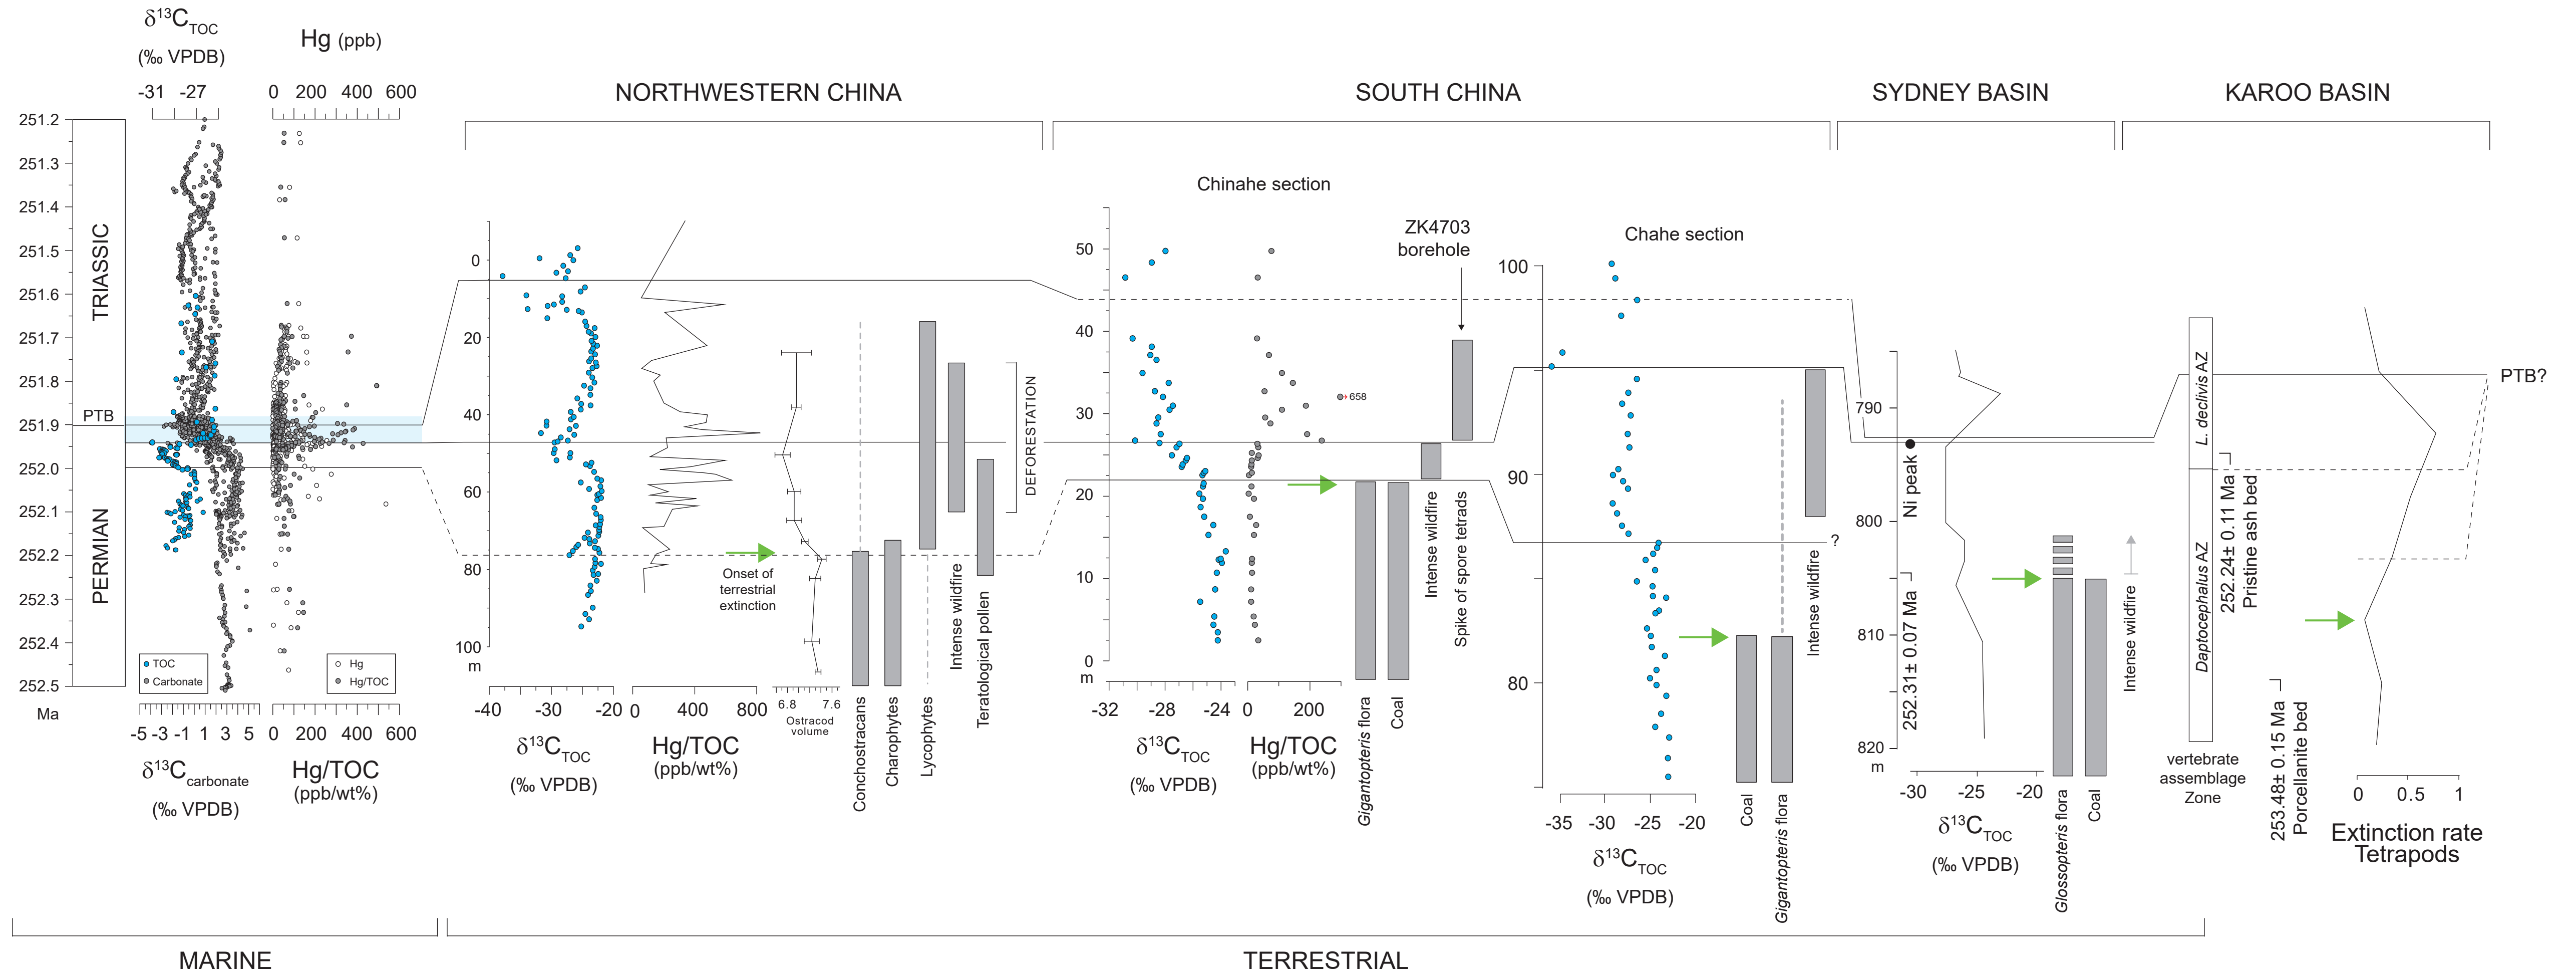 δ13CTOC
(‰ VPDB)
-31 -27
Hg (ppb)
0 200 400 600
NORTHWESTERN CHINA
SOUTH CHINA
SYDNEY BASIN
KAROO BASIN
251.2
251.3
251.4
251.5
251.6
251.7
251.8
PTB
251.9
252.0
252.1
252.2
252.3
252.4
252.5
Ma
TRIASSIC
PERMIAN
TOC
Carbonate
Hg
Hg/TOC
-5 -3 -1 1 3 5
δ13Ccarbonate
(‰ VPDB)
0 200 400 600
Hg/TOC
(ppb/wt%)
0
20
40
60
80
100
m
-40 -30 -20
δ13CTOC
(‰ VPDB)
0 400 800
Hg/TOC
(ppb/wt%)
Onset of
terrestrial
extinction
6.8 7.6
Ostracod
volume
Conchostracans
Charophytes
Lycophytes
Intense wildfire
Teratological pollen
DEFORESTATION
Chinahe section
50
40
30
20
10
0
m
-32 -28 -24
δ13CTOC
(‰ VPDB)
0 200
Hg/TOC
(ppb/wt%)
658
Gigantopteris flora
Coal
Intense wildfire
Spike of spore tetrads
ZK4703
borehole
Chahe section
100
90
80
-35 -30 -25 -20
δ13CTOC
(‰ VPDB)
Coal
Gigantopteris flora
Intense wildfire
?
790
800
810
820
m
Ni peak
252.31± 0.07 Ma
-30 -25 -20
δ13CTOC
(‰ VPDB)
Glossopteris flora
Coal
Intense wildfire
L. declivis AZ
Daptocephalus AZ
vertebrate
assemblage
Zone
252.24± 0.11 Ma
Pristine ash bed
253.48± 0.15 Ma
Porcellanite bed
PTB?
0 0.5 1
Extinction rate
Tetrapods
MARINE
TERRESTRIAL